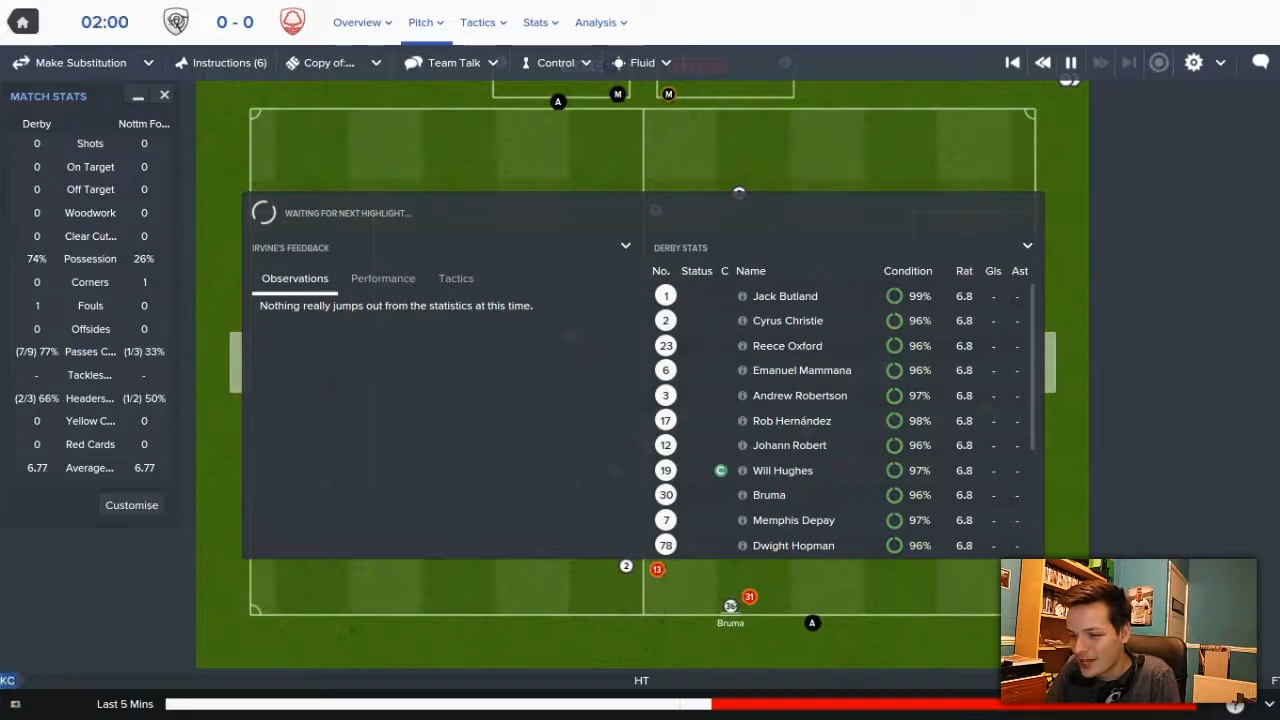 02:00 0 - 0 Overview Pitch Tactics Stats Analysis
Make Substitution Instructions (6) Copy of:... Team Talk Control Fluid
MATCH STATS
Derby Nottm Fo...
0 Shots 0
0 On Target 0
0 Off Target 0
0 Woodwork 0
0 Clear Cut... 0
74% Possession 26%
0 Corners 1
1 Fouls 0
0 Offsides 0
(7/9) 77% Passes C... (1/3) 33%
- Tackles... -
(2/3) 66% Headers... (1/2) 50%
0 Yellow C... 0
0 Red Cards 0
6.77 Average... 6.77
Customise
A M M
WAITING FOR NEXT HIGHLIGHT...
IRVINE'S FEEDBACK
Observations Performance Tactics
Nothing really jumps out from the statistics at this time.
DERBY STATS
No. Status C Name Condition Rat Gls Ast
1 Jack Butland 99% 6.8 - -
2 Cyrus Christie 96% 6.8 - -
23 Reece Oxford 96% 6.8 - -
6 Emanuel Mammana 96% 6.8 - -
3 Andrew Robertson 97% 6.8 - -
17 Rob Hernández 98% 6.8 - -
12 Johann Robert 96% 6.8 - -
19 C Will Hughes 97% 6.8 - -
30 Bruma 96% 6.8 - -
7 Memphis Depay 97% 6.8 - -
78 Dwight Hopman 96% 6.8 - -
2 13
31
Bruma A
KC HT
Last 5 Mins